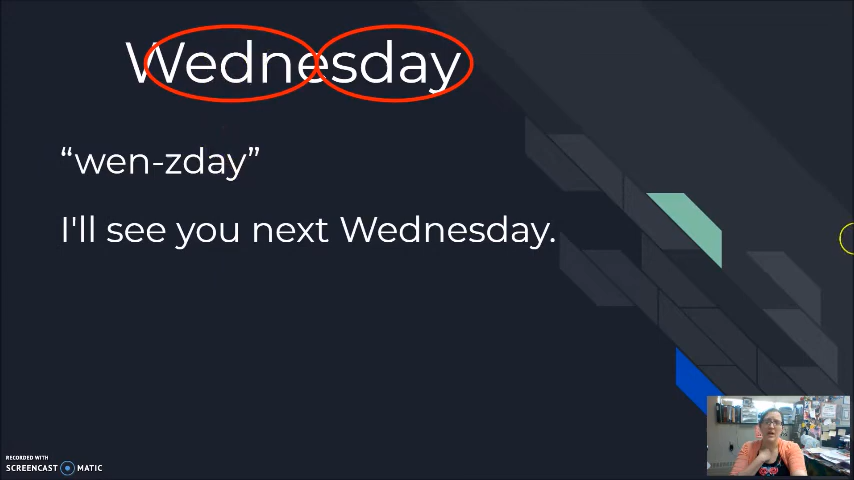 Wednesday
“wen-zday”
I'll see you next Wednesday.
RECORDED WITH
SCREENCAST MATIC